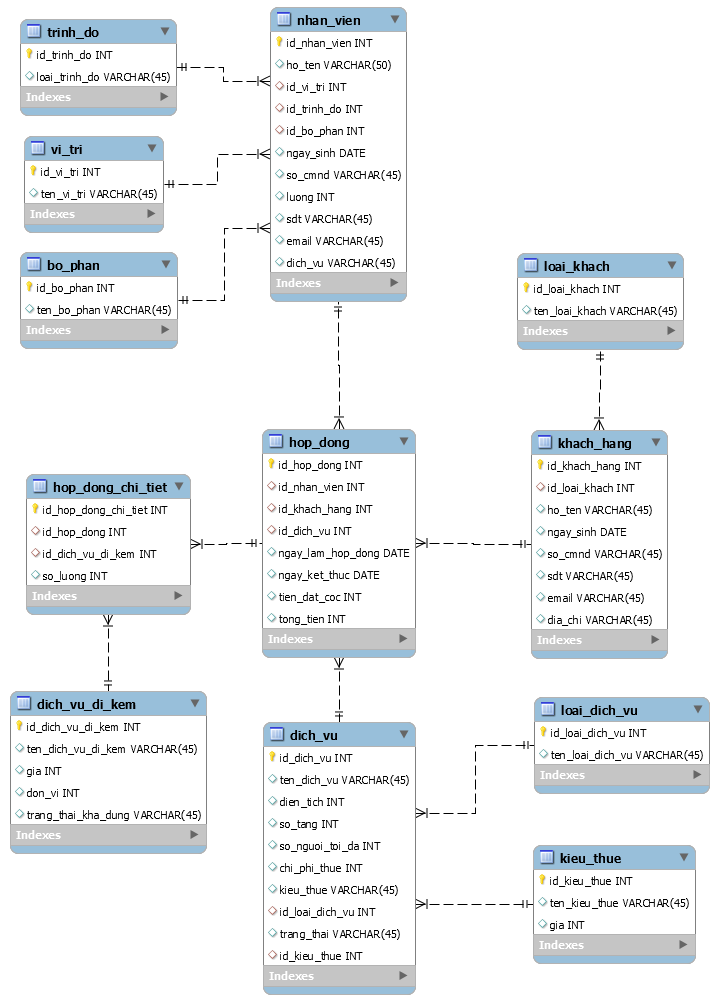 trinh_do
id_trinh_do INT
loai_trinh_do VARCHAR(45)
Indexes
vi_tri
id_vi_tri INT
ten_vi_tri VARCHAR(45)
Indexes
bo_phan
id_bo_phan INT
ten_bo_phan VARCHAR(45)
Indexes
nhan_vien
id_nhan_vien INT
ho_ten VARCHAR(50)
id_vi_tri INT
id_trinh_do INT
id_bo_phan INT
ngay_sinh DATE
so_cmnd VARCHAR(45)
luong INT
sdt VARCHAR(45)
email VARCHAR(45)
dich_vu VARCHAR(45)
Indexes
loai_khach
id_loai_khach INT
ten_loai_khach VARCHAR(45)
Indexes
hop_dong_chi_tiet
id_hop_dong_chi_tiet INT
id_hop_dong INT
id_dich_vu_di_kem INT
so_luong INT
Indexes
hop_dong
id_hop_dong INT
id_nhan_vien INT
id_khach_hang INT
id_dich_vu INT
ngay_lam_hop_dong DATE
ngay_ket_thuc DATE
tien_dat_coc INT
tong_tien INT
Indexes
khach_hang
id_khach_hang INT
id_loai_khach INT
ho_ten VARCHAR(45)
ngay_sinh DATE
so_cmnd VARCHAR(45)
sdt VARCHAR(45)
email VARCHAR(45)
dia_chi VARCHAR(45)
Indexes
dich_vu_di_kem
id_dich_vu_di_kem INT
ten_dich_vu_di_kem VARCHAR(45)
gia INT
don_vi INT
trang_thai_kha_dung VARCHAR(45)
Indexes
dich_vu
id_dich_vu INT
ten_dich_vu VARCHAR(45)
dien_tich INT
so_tang INT
so_nguoi_toi_da INT
chi_phi_thue INT
kieu_thue VARCHAR(45)
id_loai_dich_vu INT
trang_thai VARCHAR(45)
id_kieu_thue INT
Indexes
loai_dich_vu
id_loai_dich_vu INT
ten_loai_dich_vu VARCHAR(45)
Indexes
kieu_thue
id_kieu_thue INT
ten_kieu_thue VARCHAR(45)
gia INT
Indexes